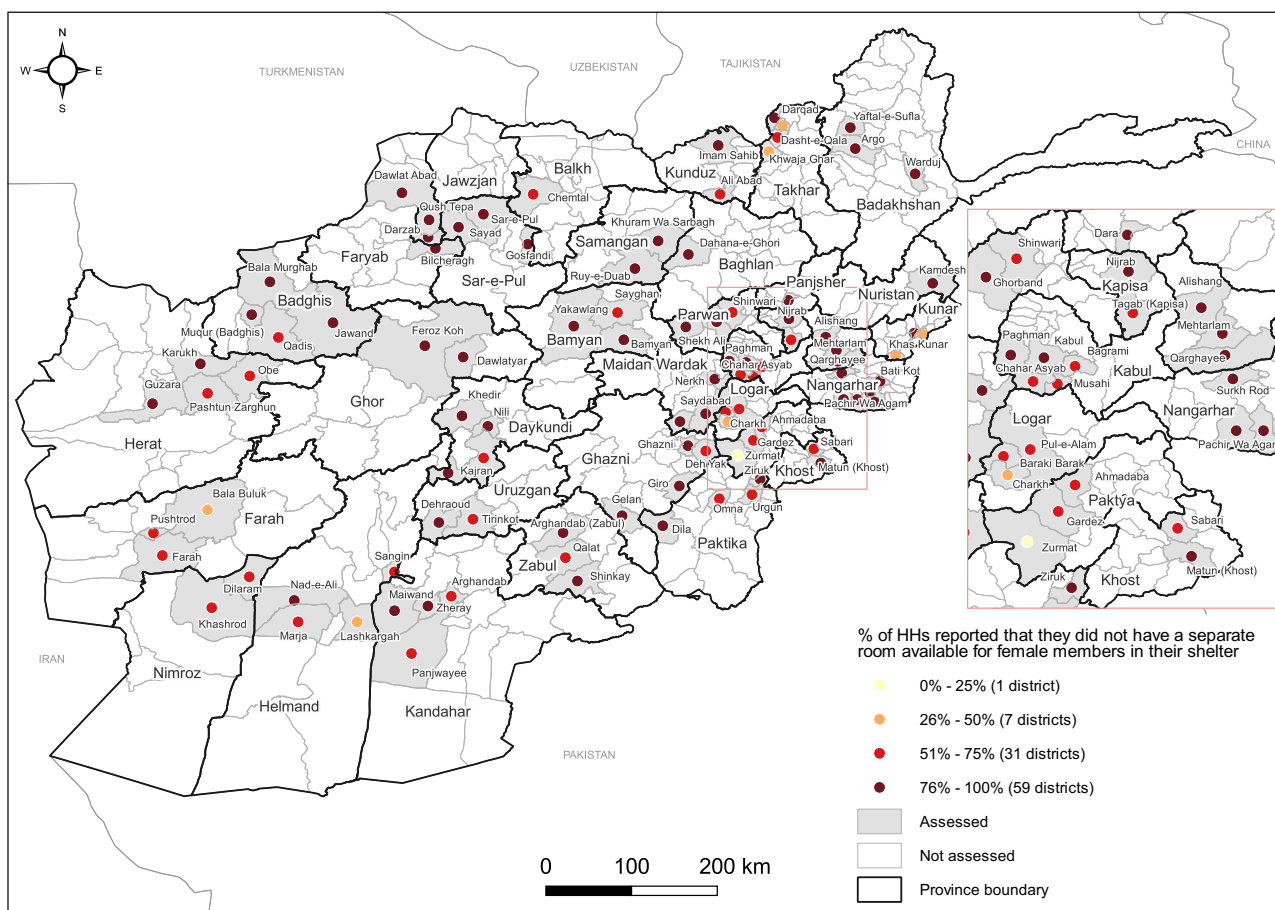 N
W E
S
TURKMENISTAN
UZBEKISTAN
TAJIKISTAN
CHINA
IRAN
PAKISTAN
Darqad
Yaftal-e-Sufla
Dasht-e-Qala
Argo
Imam Sahib
Khwaja Ghar
Warduj
Kunduz
Ali Abad
Takhar
Badakhshan
Dawlat Abad
Jawzjan
Balkh
Chemtal
Qush Tepa
Sar-e-Pul
Darzab
Sayad
Khuram Wa Sarbagh
Samangan
Dahana-e-Ghori
Bilcheragh
Gosfandi
Faryab
Ruy-e-Duab
Baghlan
Sar-e-Pul
Bala Murghab
Badghis
Sayghan
Panjsher
Kamdesh
Nuristan
Muqur (Badghis)
Jawand
Qadis
Feroz Koh
Yakawlang
Bamyan
Bamyan
Shinwari
Parwan
Nijrab
Alishang
Kunar
Shekh Ali
Mehtarlam
Khas Kunar
Karukh
Obe
Dawlatyar
Maidan Wardak
Paghman
Chahar Asyab
Qarghayee
Bati Kot
Guzara
Pashtun-Zarghun
Nerkh
Nangarhar
Ghor
Khedir
Nili
Logar
Pachir Wa Agam
Saydabad
Herat
Daykundi
Charkh
Ahmadaba
Ghazni
Gardez
Sabari
Kajran
Ghazni
Deh Yak
Zurmat
Khost
Ziruk
Matun (Khost)
Bala Buluk
Uruzgan
Giro
Farah
Dehraoud
Gelan
Omna
Urgun
Pushtrod
Tirinkot
Arghandab (Zabul)
Dila
Farah
Sangin
Qalat
Paktika
Zabul
Dilaram
Nad-e-Ali
Arghandab
Shinkay
Maiwand
Zheray
Khashrod
Marja
Lashkargah
Panjwayee
Nimroz
Helmand
Kandahar
Dara
Shinwari
Nijrab
Alishang
Kapisa
Ghorband
Tagab (Kapisa)
Mehtarlam
Paghman
Kabul
Bagrami
Qarghayee
Chahar Asyab
Kabul
Musahi
Surkh Rod
Logar
Nangarhar
Pul-e-Alam
Pachir Wa Agam
Baraki Barak
Ahmadaba
Charkh
Paktya
Gardez
Sabari
Zurmat
Matun (Khost)
Ziruk
Khost
% of HHs reported that they did not have a separate
room available for female members in their shelter
0% - 25% (1 district)
26% - 50% (7 districts)
51% - 75% (31 districts)
76% - 100% (59 districts)
Assessed
Not assessed
Province boundary
0 100 200 km